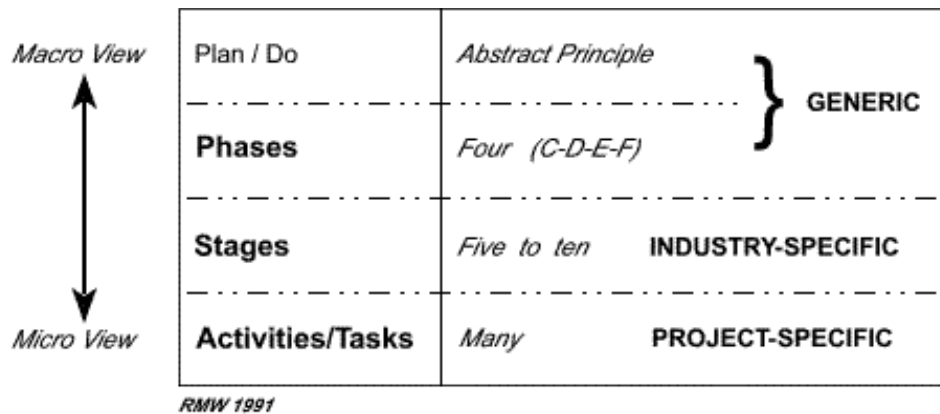 Macro View
Plan / Do
Abstract Principle
GENERIC
Phases
Four (C-D-E-F)
Stages
Five to ten
INDUSTRY-SPECIFIC
Micro View
Activities/Tasks
Many
PROJECT-SPECIFIC
RMW 1991